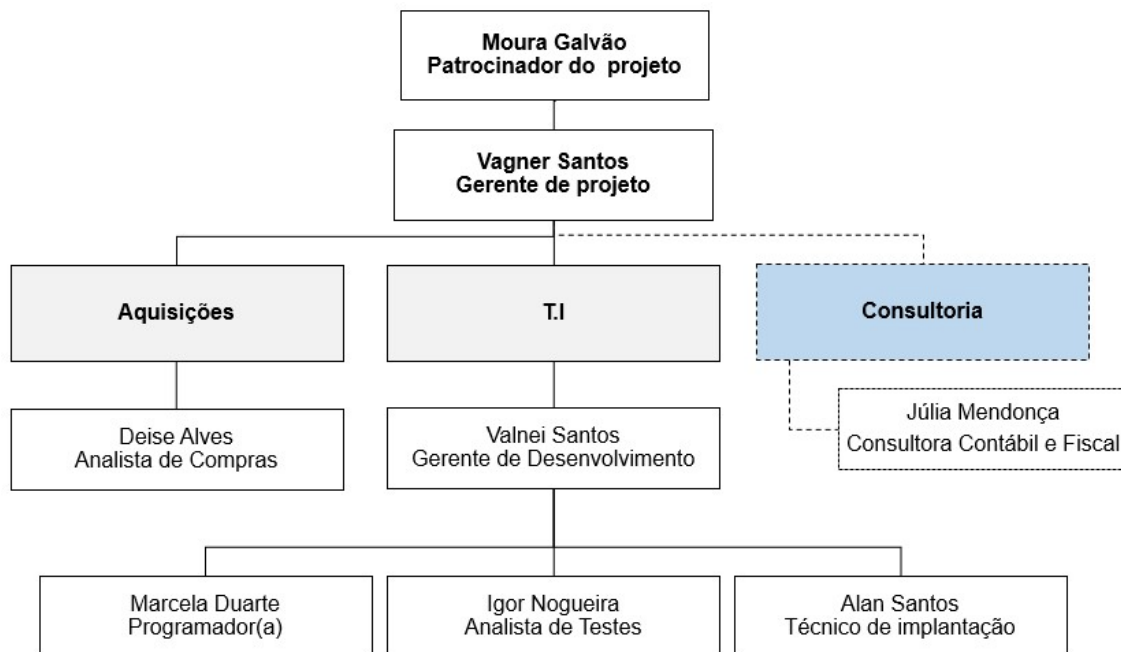 Moura Galvão
Patrocinador do projeto
Vagner Santos
Gerente de projeto
Aquisições
T.I
Consultoria
Deise Alves
Analista de Compras
Valnei Santos
Gerente de Desenvolvimento
Júlia Mendonça
Consultora Contábil e Fiscal
Marcela Duarte
Programador(a)
Igor Nogueira
Analista de Testes
Alan Santos
Técnico de implantação